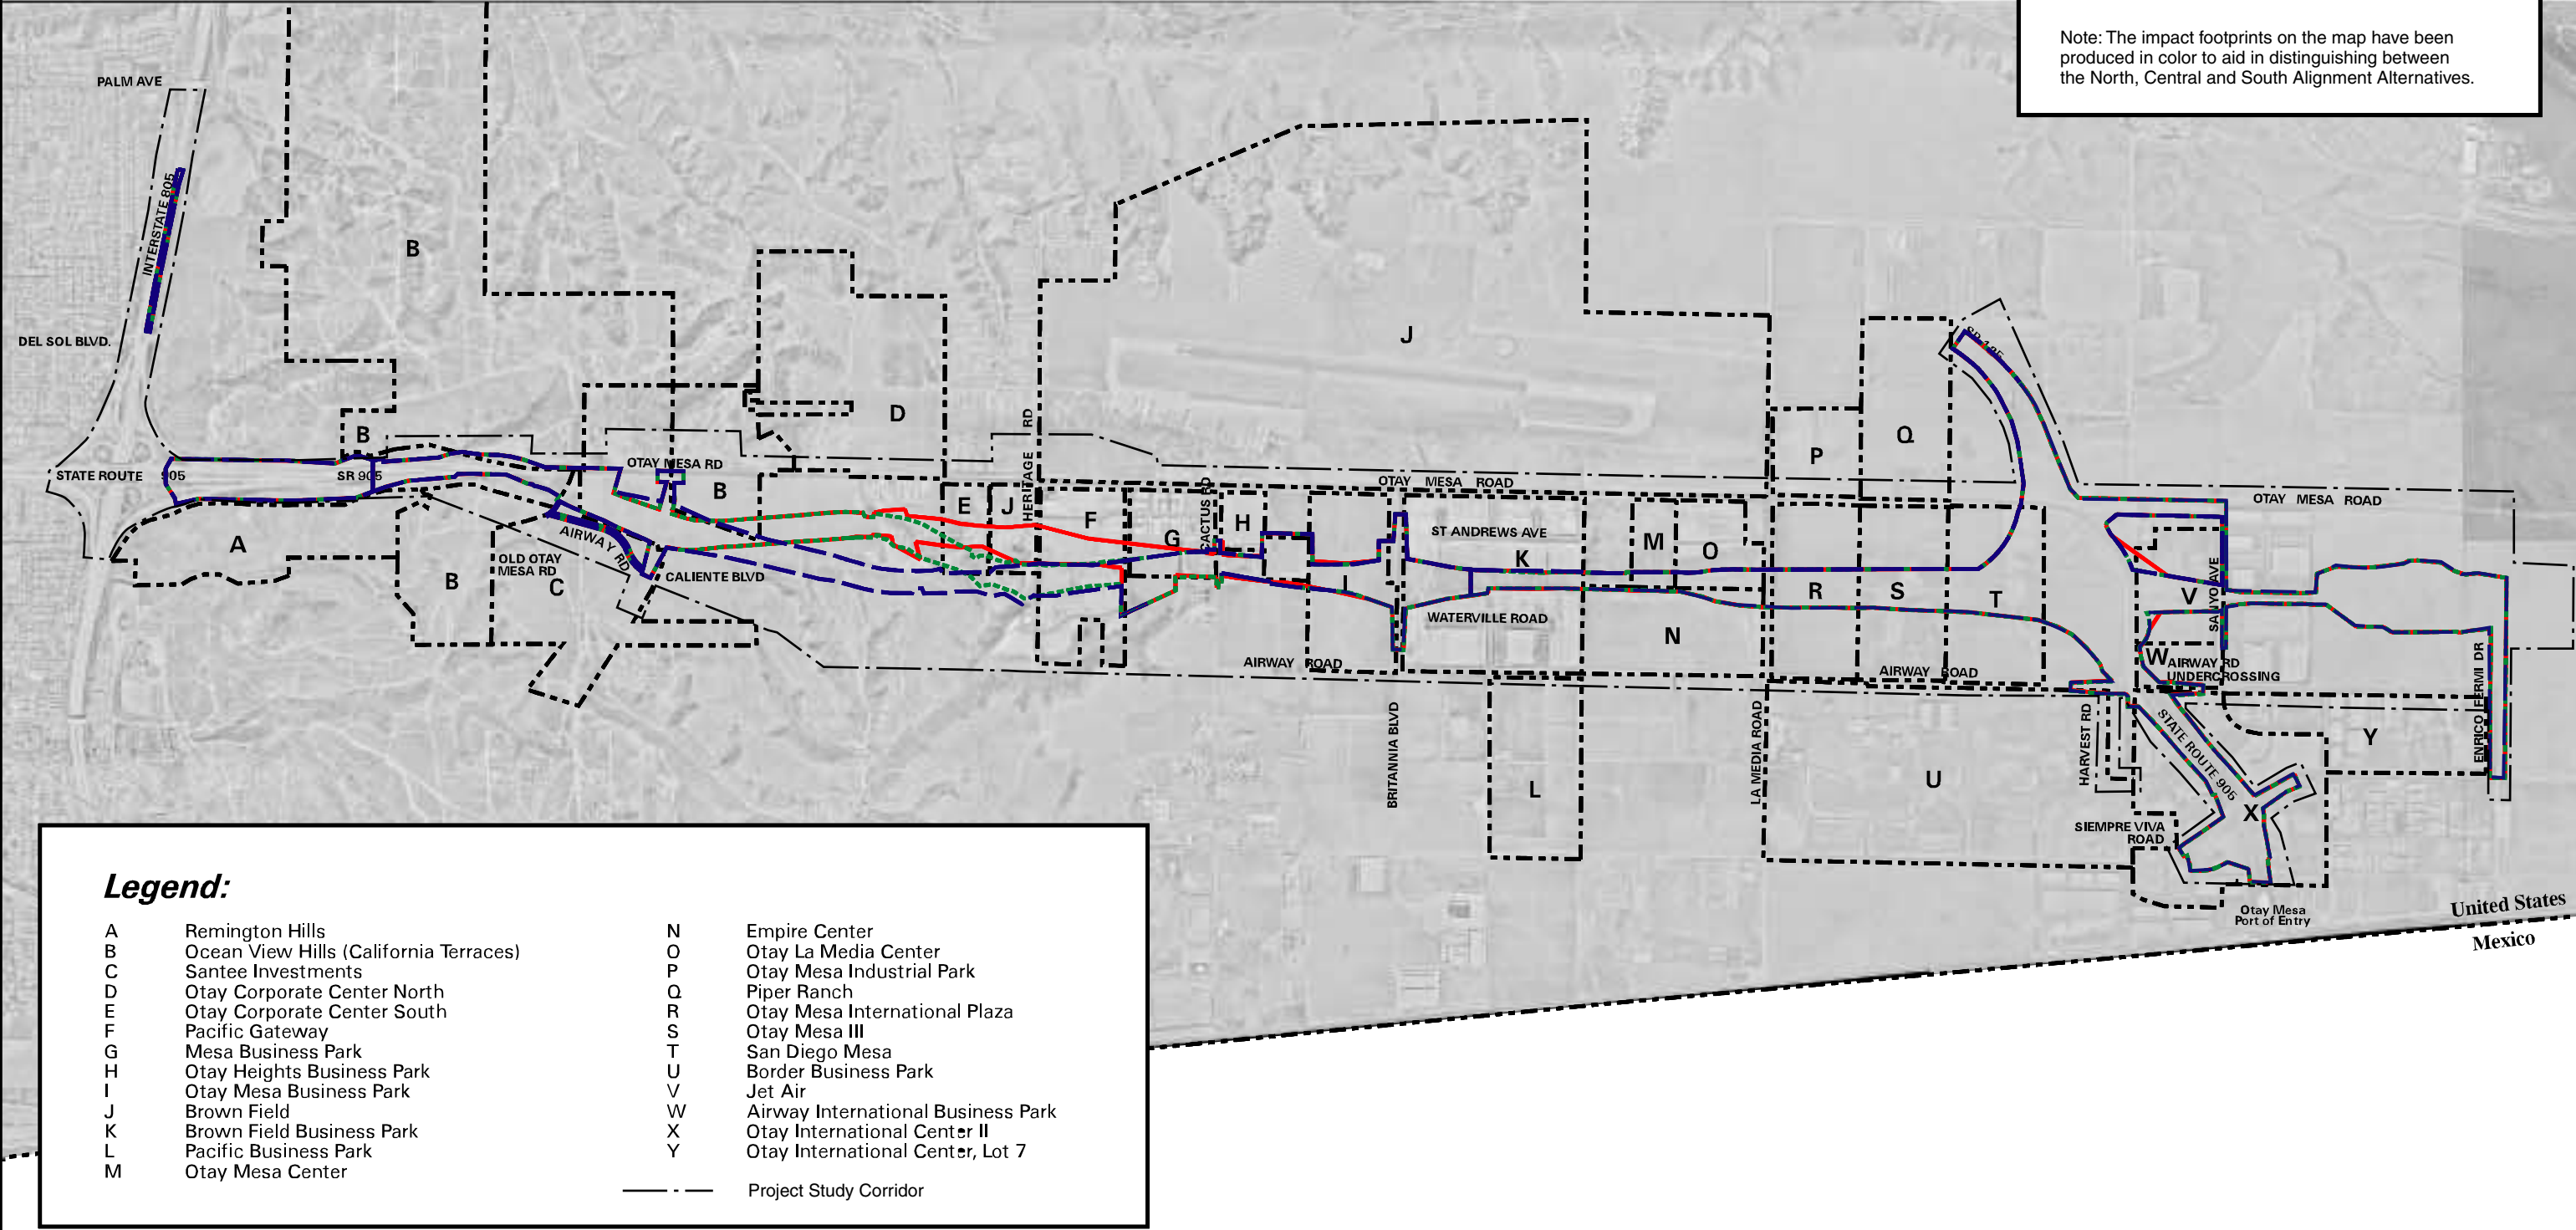 Note: The impact footprints on the map have been
produced in color to aid in distinguishing between
the North, Central and South Alignment Alternatives.
PALM AVE
INTERSTATE 805
DEL SOL BLVD.
B
J
SR 125
D
HERITAGE RD
B
Q
P
STATE ROUTE 905
SR 905
OTAY MESA RD
B
OTAY MESA ROAD
OTAY MESA ROAD
E
J
F
G
CACTUS RD
H
ST ANDREWS AVE
K
M
O
A
AIRWAY RD
OLD OTAY
MESA RD
B
C
CALIENTE BLVD
I
R
S
T
V
SANYO AVE
WATERVILLE ROAD
N
AIRWAY ROAD
AIRWAY ROAD
W
AIRWAY RD
UNDERCROSSING
BRITANNIA BLVD
L
LA MEDIA ROAD
U
HARVEST RD
STATE ROUTE 905
X
Y
ENRICO FERMI DR
SIEMPRE VIVA
ROAD
Otay Mesa
Port of Entry
United States
Mexico
Legend:
A Remington Hills
B Ocean View Hills (California Terraces)
C Santee Investments
D Otay Corporate Center North
E Otay Corporate Center South
F Pacific Gateway
G Mesa Business Park
H Otay Heights Business Park
I Otay Mesa Business Park
J Brown Field
K Brown Field Business Park
L Pacific Business Park
M Otay Mesa Center
N Empire Center
O Otay La Media Center
P Otay Mesa Industrial Park
Q Piper Ranch
R Otay Mesa International Plaza
S Otay Mesa III
T San Diego Mesa
U Border Business Park
V Jet Air
W Airway International Business Park
X Otay International Center II
Y Otay International Center, Lot 7
Project Study Corridor